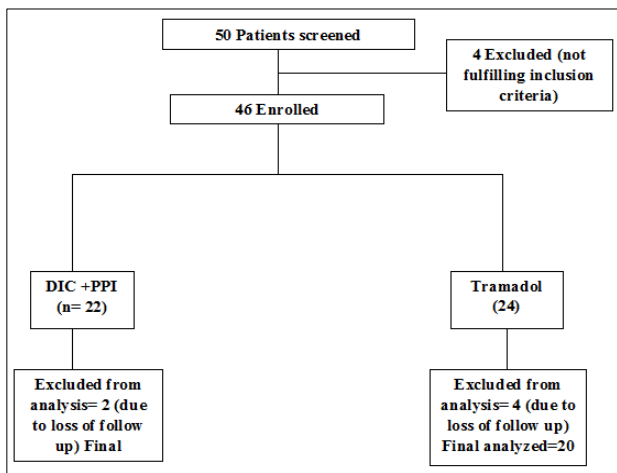 50 Patients screened
4 Excluded (not
fulfilling inclusion
criteria)
46 Enrolled
DIC +PPI
(n= 22)
Tramadol
(24)
Excluded from
analysis= 2 (due
to loss of follow
up) Final
Excluded from
analysis= 4 (due to
loss of follow up)
Final analyzed=20